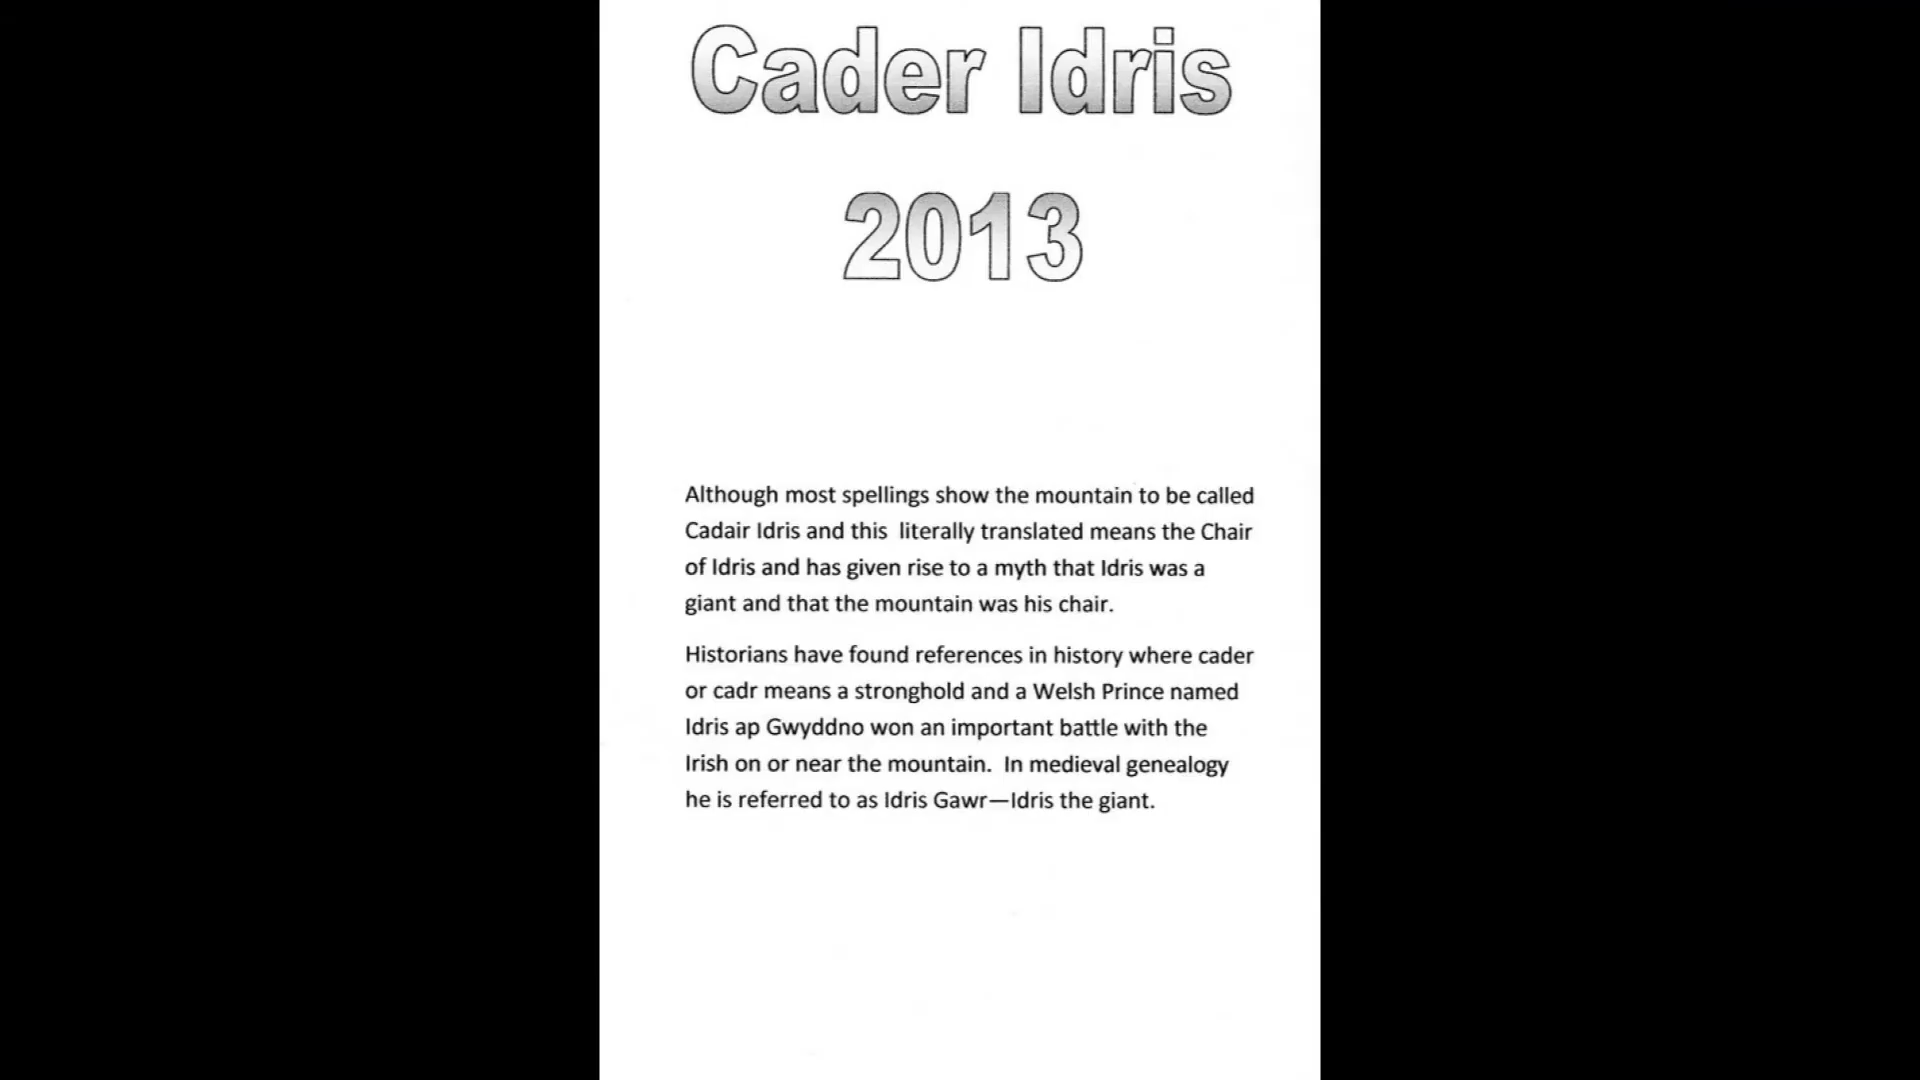 Cader Idris
2013
Although most spellings show the mountain to be called
Cadair Idris and this  literally translated means the Chair
of Idris and has given rise to a myth that Idris was a
giant and that the mountain was his chair.
Historians have found references in history where cader
or cadr means a stronghold and a Welsh Prince named
Idris ap Gwyddno won an important battle with the
Irish on or near the mountain.  In medieval genealogy
he is referred to as Idris Gawr—Idris the giant.